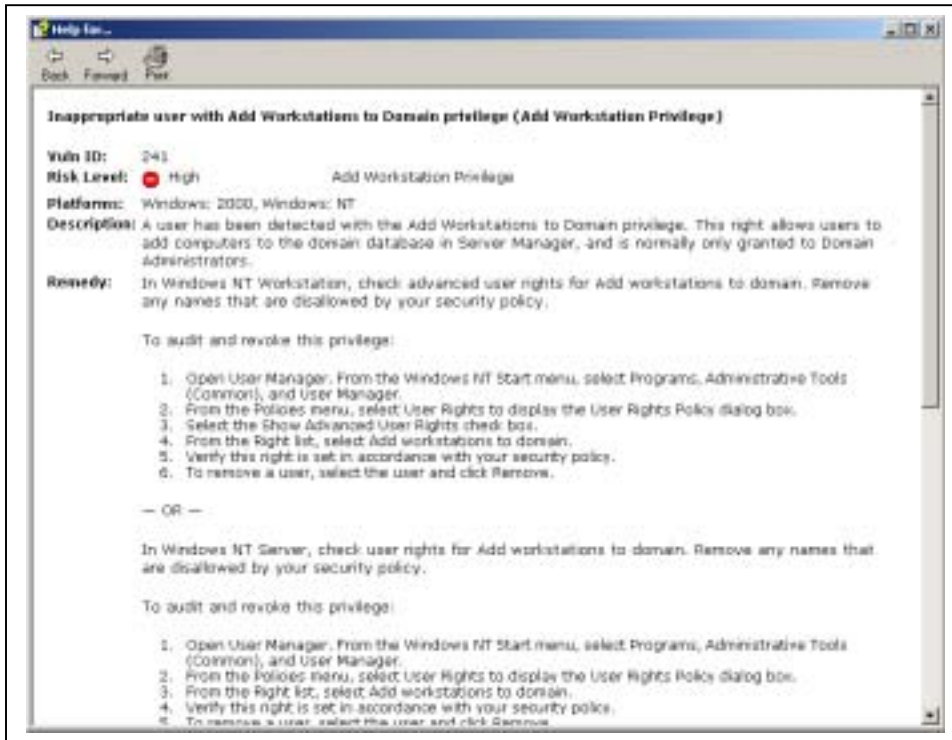 Help for...
Back Forward Print
Inappropriate user with Add Workstations to Domain privilege (Add Workstation Privilege)
Vuln ID: 241
Risk Level: High Add Workstation Privilege
Platforms: Windows: 2000, Windows: NT
Description: A user has been detected with the Add Workstations to Domain privilege. This right allows users to
add computers to the domain database in Server Manager, and is normally only granted to Domain
Administrators.
Remedy: In Windows NT Workstation, check advanced user rights for Add workstations to domain. Remove
any names that are disallowed by your security policy.
To audit and revoke this privilege:
1. Open User Manager. From the Windows NT Start menu, select Programs, Administrative Tools
(Common), and User Manager.
2. From the Policies menu, select User Rights to display the User Rights Policy dialog box.
3. Select the Show Advanced User Rights check box.
4. From the Right list, select Add workstations to domain.
5. Verify this right is set in accordance with your security policy.
6. To remove a user, select the user and click Remove.
— OR —
In Windows NT Server, check user rights for Add workstations to domain. Remove any names that
are disallowed by your security policy.
To audit and revoke this privilege:
1. Open User Manager. From the Windows NT Start menu, select Programs, Administrative Tools
(Common), and User Manager.
2. From the Policies menu, select User Rights to display the User Rights Policy dialog box.
3. From the Right list, select Add workstations to domain.
4. Verify this right is set in accordance with your security policy.
5. To remove a user, select the user and click Remove.